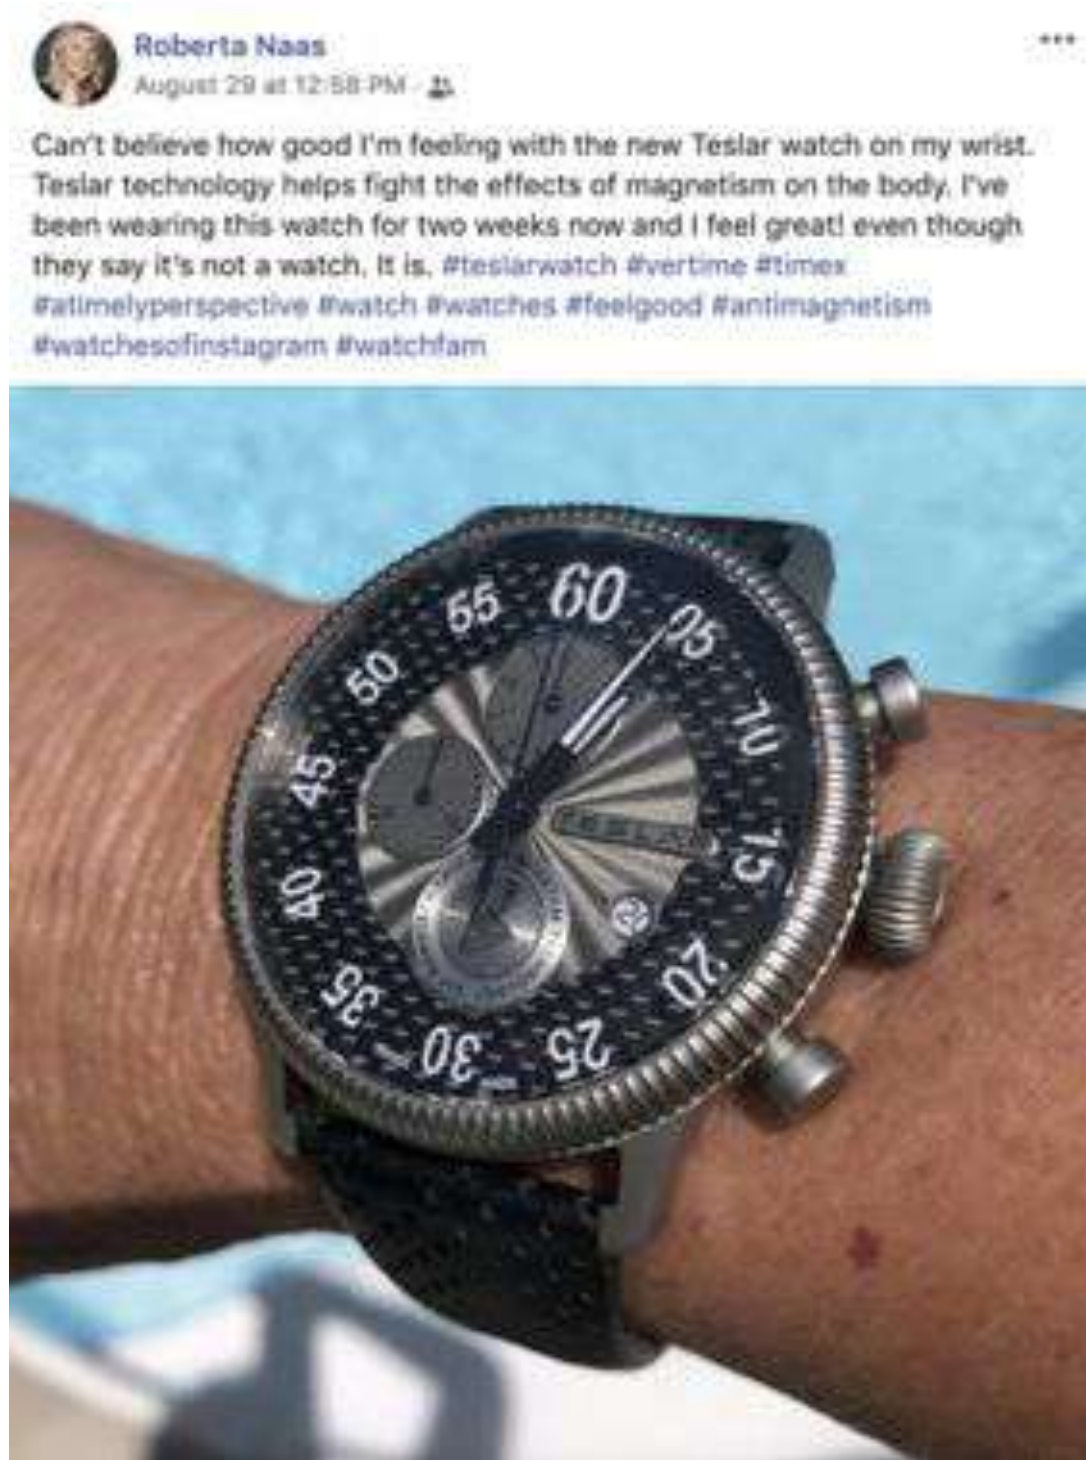 Roberta Naas
August 29 at 12:58 PM
Can't believe how good I'm feeling with the new Teslar watch on my wrist.
Teslar technology helps fight the effects of magnetism on the body. I've
been wearing this watch for two weeks now and I feel great! even though
they say it's not a watch. It is. #teslarwatch #vertime #timex
#atimelyperspective #watch #watches #feelgood #antimagnetism
#watchesofinstagram #watchfam
60
05
10
15
20
25
30
35
40
45
50
55